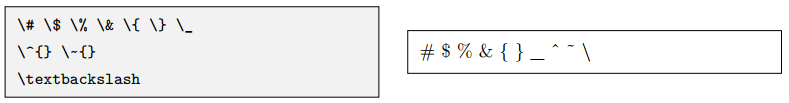 \# \$ \% \& \{ \} \_
\^{} \~{}
\textbackslash
# $ % & { } _ ^ ~ \